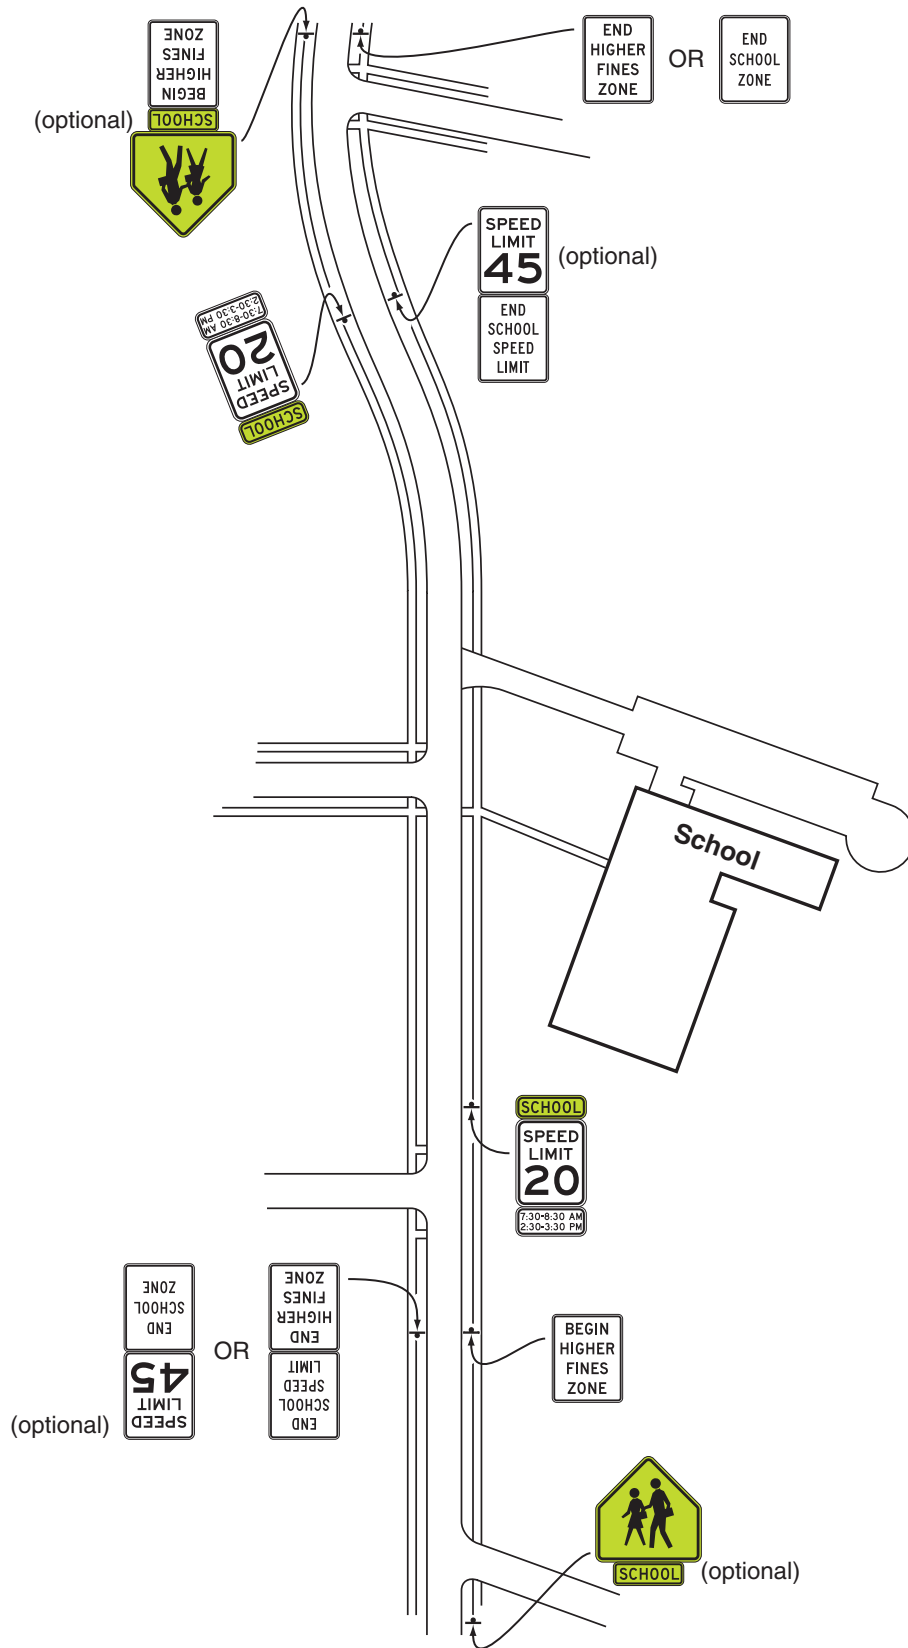 BEGIN
HIGHER
FINES
ZONE
SCHOOL
(optional)
END
HIGHER
FINES
ZONE
OR
END
SCHOOL
ZONE
SPEED
LIMIT
45
(optional)
END
SCHOOL
SPEED
LIMIT
SCHOOL
SPEED
LIMIT
20
7:30-8:30 AM
2:30-3:30 PM
School
SCHOOL
SPEED
LIMIT
20
7:30-8:30 AM
2:30-3:30 PM
SPEED
LIMIT
45
END
SCHOOL
ZONE
(optional)
OR
END
SCHOOL
SPEED
LIMIT
END
HIGHER
FINES
ZONE
BEGIN
HIGHER
FINES
ZONE
SCHOOL
(optional)